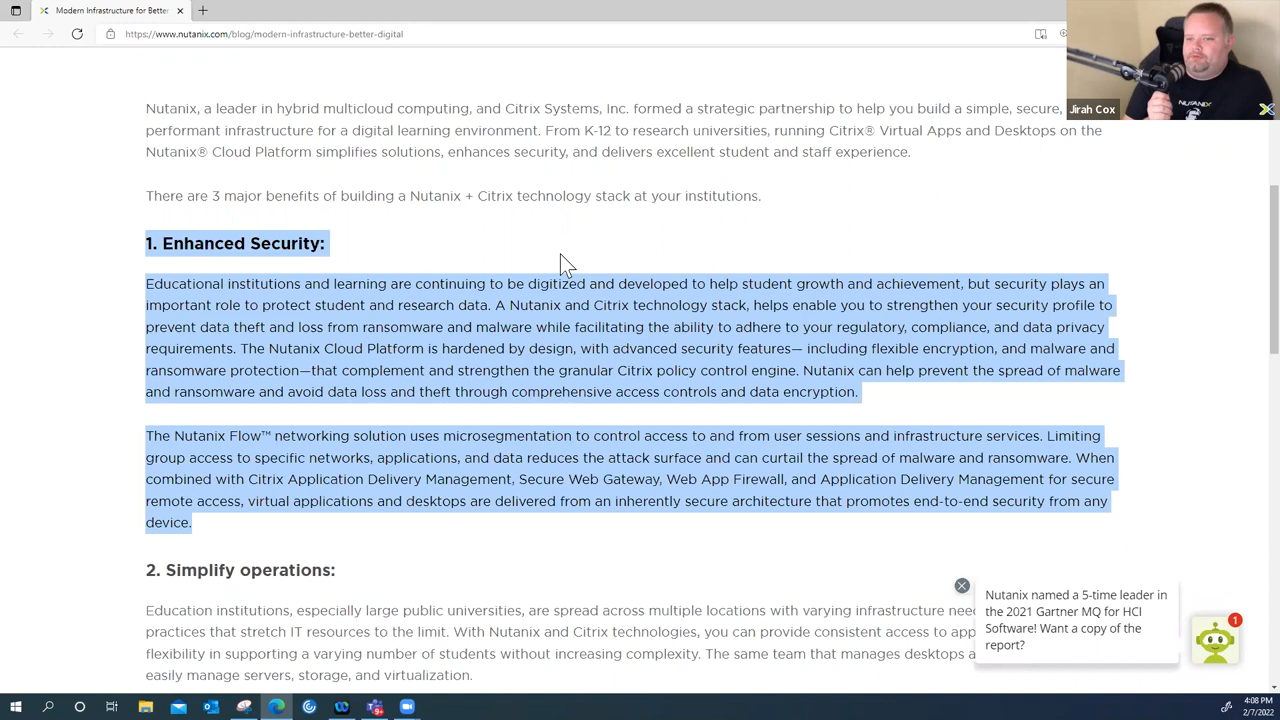 Modern Infrastructure for Better
https://www.nutanix.com/blog/modern-infrastructure-better-digital
Jirah Cox
NUTANIX
Nutanix, a leader in hybrid multicloud computing, and Citrix Systems, Inc. formed a strategic partnership to help you build a simple, secure,
performant infrastructure for a digital learning environment. From K-12 to research universities, running Citrix® Virtual Apps and Desktops on the
Nutanix® Cloud Platform simplifies solutions, enhances security, and delivers excellent student and staff experience.
There are 3 major benefits of building a Nutanix + Citrix technology stack at your institutions.
1. Enhanced Security:
Educational institutions and learning are continuing to be digitized and developed to help student growth and achievement, but security plays an
important role to protect student and research data. A Nutanix and Citrix technology stack, helps enable you to strengthen your security profile to
prevent data theft and loss from ransomware and malware while facilitating the ability to adhere to your regulatory, compliance, and data privacy
requirements. The Nutanix Cloud Platform is hardened by design, with advanced security features— including flexible encryption, and malware and
ransomware protection—that complement and strengthen the granular Citrix policy control engine. Nutanix can help prevent the spread of malware
and ransomware and avoid data loss and theft through comprehensive access controls and data encryption.
The Nutanix Flow™ networking solution uses microsegmentation to control access to and from user sessions and infrastructure services. Limiting
group access to specific networks, applications, and data reduces the attack surface and can curtail the spread of malware and ransomware. When
combined with Citrix Application Delivery Management, Secure Web Gateway, Web App Firewall, and Application Delivery Management for secure
remote access, virtual applications and desktops are delivered from an inherently secure architecture that promotes end-to-end security from any
device.
2. Simplify operations:
Education institutions, especially large public universities, are spread across multiple locations with varying infrastructure
practices that stretch IT resources to the limit. With Nutanix and Citrix technologies, you can provide consistent access to
flexibility in supporting a varying number of students without increasing complexity. The same team that manages desktops
easily manage servers, storage, and virtualization.
Nutanix named a 5-time leader in
the 2021 Gartner MQ for HCI
Software! Want a copy of the
report?
1
4:08 PM
2/7/2022